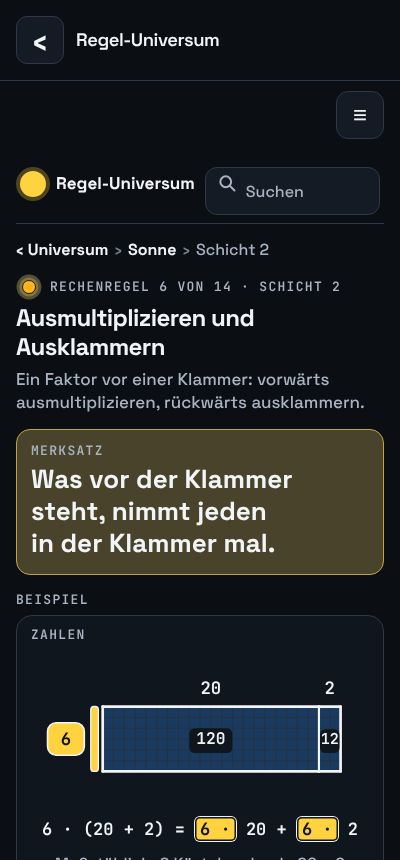 < Regel-Universum
≡
Regel-Universum Suchen
‹ Universum > Sonne > Schicht 2
RECHENREGEL 6 VON 14 · SCHICHT 2
Ausmultiplizieren und
Ausklammern
Ein Faktor vor einer Klammer: vorwärts
ausmultiplizieren, rückwärts ausklammern.
MERKSATZ
Was vor der Klammer
steht, nimmt jeden
in der Klammer mal.
BEISPIEL
ZAHLEN
20 2
6 120 12
6 · (20 + 2) = 6 · 20 + 6 · 2